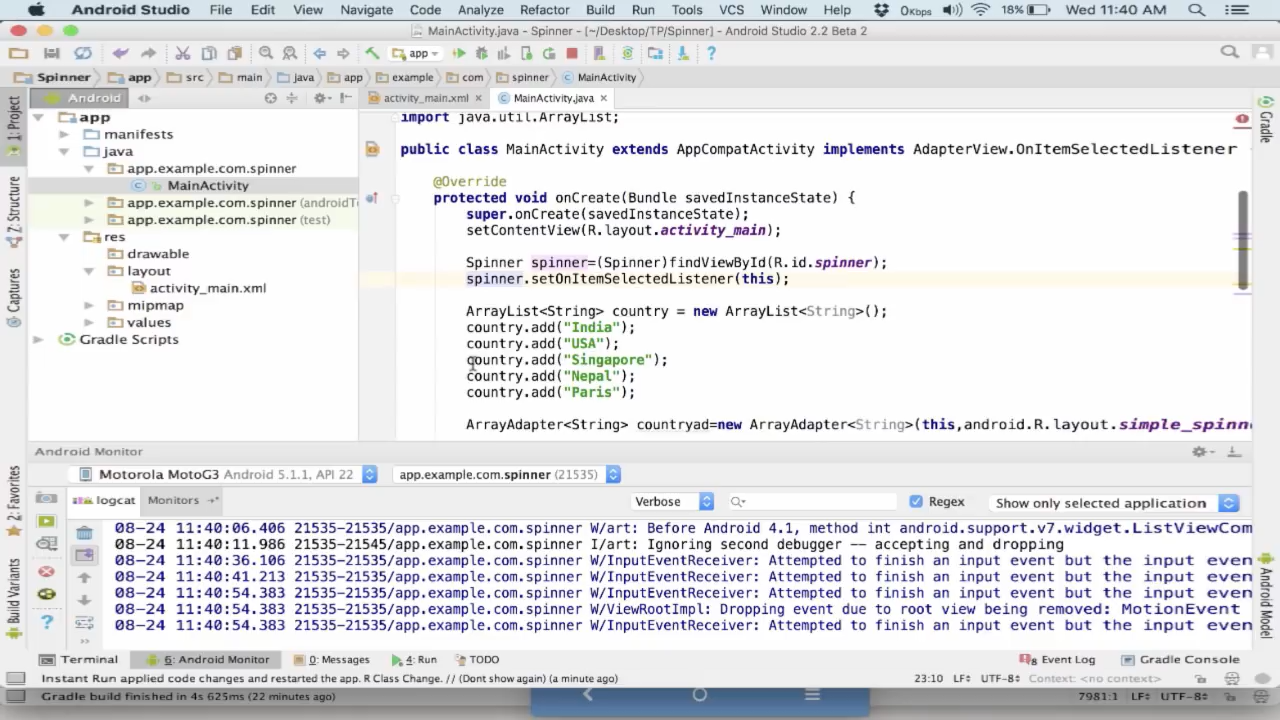 Android Studio File Edit View Navigate Code Analyze Refactor Build Run Tools VCS Window Help 0Kbps 18% Wed 11:40 AM
MainActivity.java - Spinner - [~/Desktop/TP/Spinner] - Android Studio 2.2 Beta 2
app
Spinner app src main java app example com spinner MainActivity
Android
activity_main.xml MainActivity.java
1: Project
Z: Structure
Captures
2: Favorites
Build Variants
app
manifests
java
app.example.com.spinner
MainActivity
app.example.com.spinner (androidTe
app.example.com.spinner (test)
res
drawable
layout
activity_main.xml
mipmap
values
Gradle Scripts
import java.util.ArrayList;
public class MainActivity extends AppCompatActivity implements AdapterView.OnItemSelectedListener
@Override
protected void onCreate(Bundle savedInstanceState) {
super.onCreate(savedInstanceState);
setContentView(R.layout.activity_main);
Spinner spinner=(Spinner)findViewById(R.id.spinner);
spinner.setOnItemSelectedListener(this);
ArrayList<String> country = new ArrayList<String>();
country.add("India");
country.add("USA");
country.add("Singapore");
country.add("Nepal");
country.add("Paris");
ArrayAdapter<String> countryad=new ArrayAdapter<String>(this,android.R.layout.simple_spinn
Gradle
Android Model
Android Monitor
Motorola MotoG3 Android 5.1.1, API 22 app.example.com.spinner (21535)
logcat Monitors Verbose Regex Show only selected application
08-24 11:40:06.406 21535-21535/app.example.com.spinner W/art: Before Android 4.1, method int android.support.v7.widget.ListViewCom
08-24 11:40:11.986 21535-21545/app.example.com.spinner I/art: Ignoring second debugger -- accepting and dropping
08-24 11:40:36.106 21535-21535/app.example.com.spinner W/InputEventReceiver: Attempted to finish an input event but the input even
08-24 11:40:41.213 21535-21535/app.example.com.spinner W/InputEventReceiver: Attempted to finish an input event but the input even
08-24 11:40:54.383 21535-21535/app.example.com.spinner W/InputEventReceiver: Attempted to finish an input event but the input even
08-24 11:40:54.383 21535-21535/app.example.com.spinner W/ViewRootImpl: Dropping event due to root view being removed: MotionEvent
08-24 11:40:54.383 21535-21535/app.example.com.spinner W/InputEventReceiver: Attempted to finish an input event but the input even
Terminal 6: Android Monitor 0: Messages 4: Run TODO 8 Event Log Gradle Console
Instant Run applied code changes and restarted the app. R Class Change. // (Dont show again) (a minute ago) 23:10 LF UTF-8 Context: <no context>
Gradle build finished in 4s 625ms (22 minutes ago) 7981:1 LF UTF-8